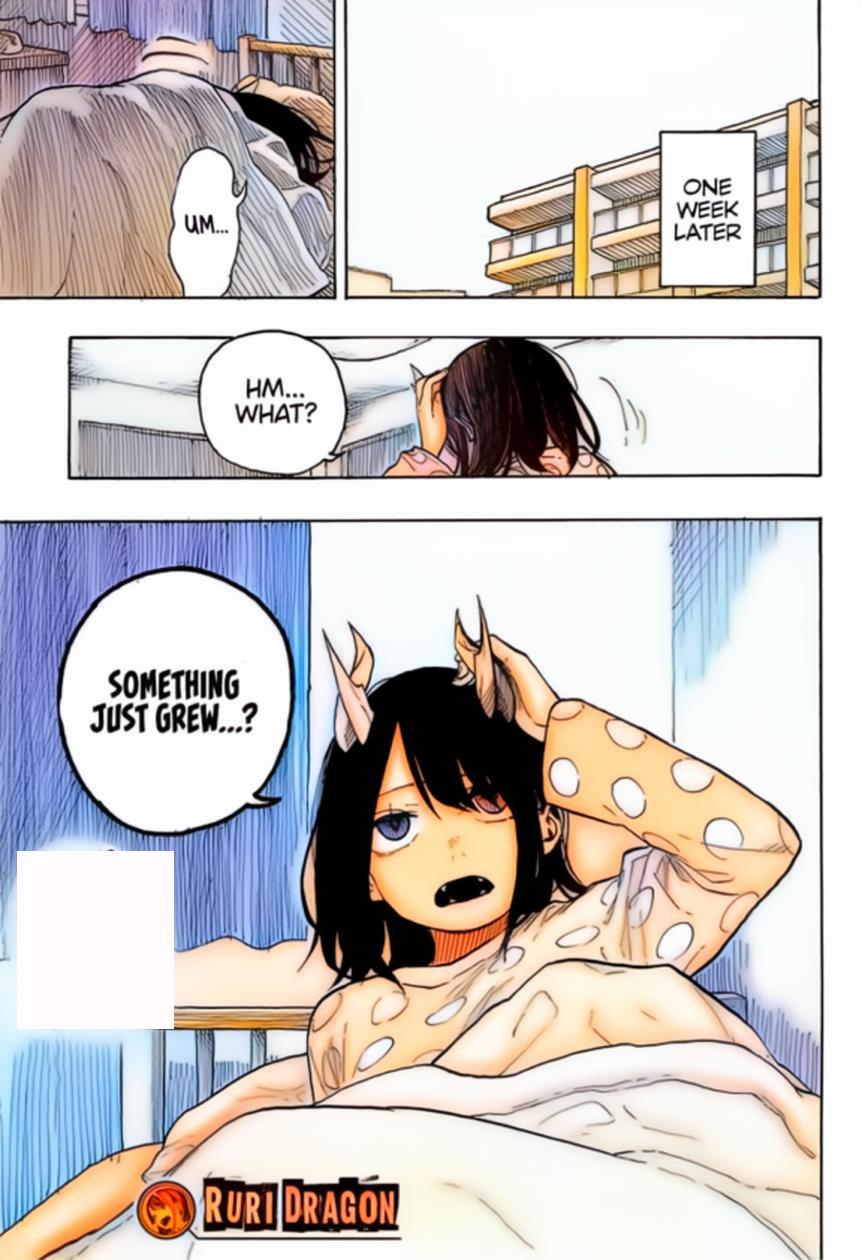 ONE
WEEK
LATER
UM...
HM...
WHAT?
SOMETHING
JUST GREW...?
RURI DRAGON